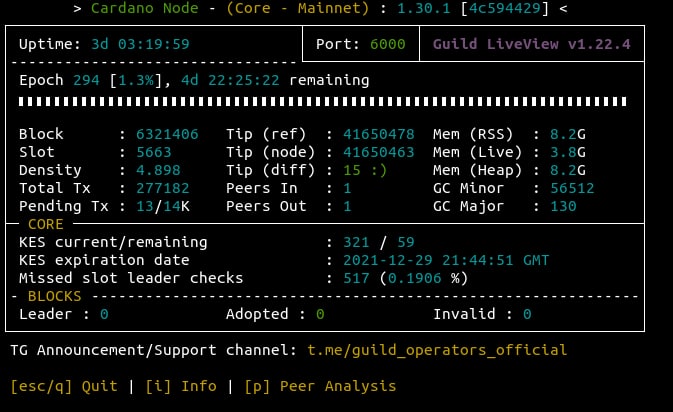 > Cardano Node - (Core - Mainnet) : 1.30.1 [4c594429] <
Uptime: 3d 03:19:59 Port: 6000 Guild LiveView v1.22.4
Epoch 294 [1.3%], 4d 22:25:22 remaining
Block : 6321406 Tip (ref) : 41650478 Mem (RSS) : 8.2G
Slot : 5663 Tip (node) : 41650463 Mem (Live) : 3.8G
Density : 4.898 Tip (diff) : 15 :) Mem (Heap) : 8.2G
Total Tx : 277182 Peers In : 1 GC Minor : 56512
Pending Tx : 13/14K Peers Out : 1 GC Major : 130
CORE
KES current/remaining : 321 / 59
KES expiration date : 2021-12-29 21:44:51 GMT
Missed slot leader checks : 517 (0.1906 %)
BLOCKS
Leader : 0 Adopted : 0 Invalid : 0
TG Announcement/Support channel: t.me/guild_operators_official
[esc/q] Quit | [i] Info | [p] Peer Analysis